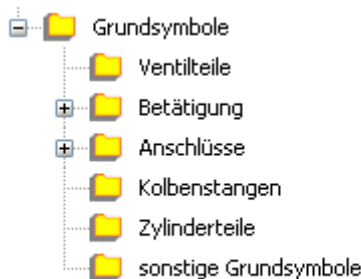 Grundsymbole
Ventilteile
Betätigung
Anschlüsse
Kolbenstangen
Zylinderteile
sonstige Grundsymbole